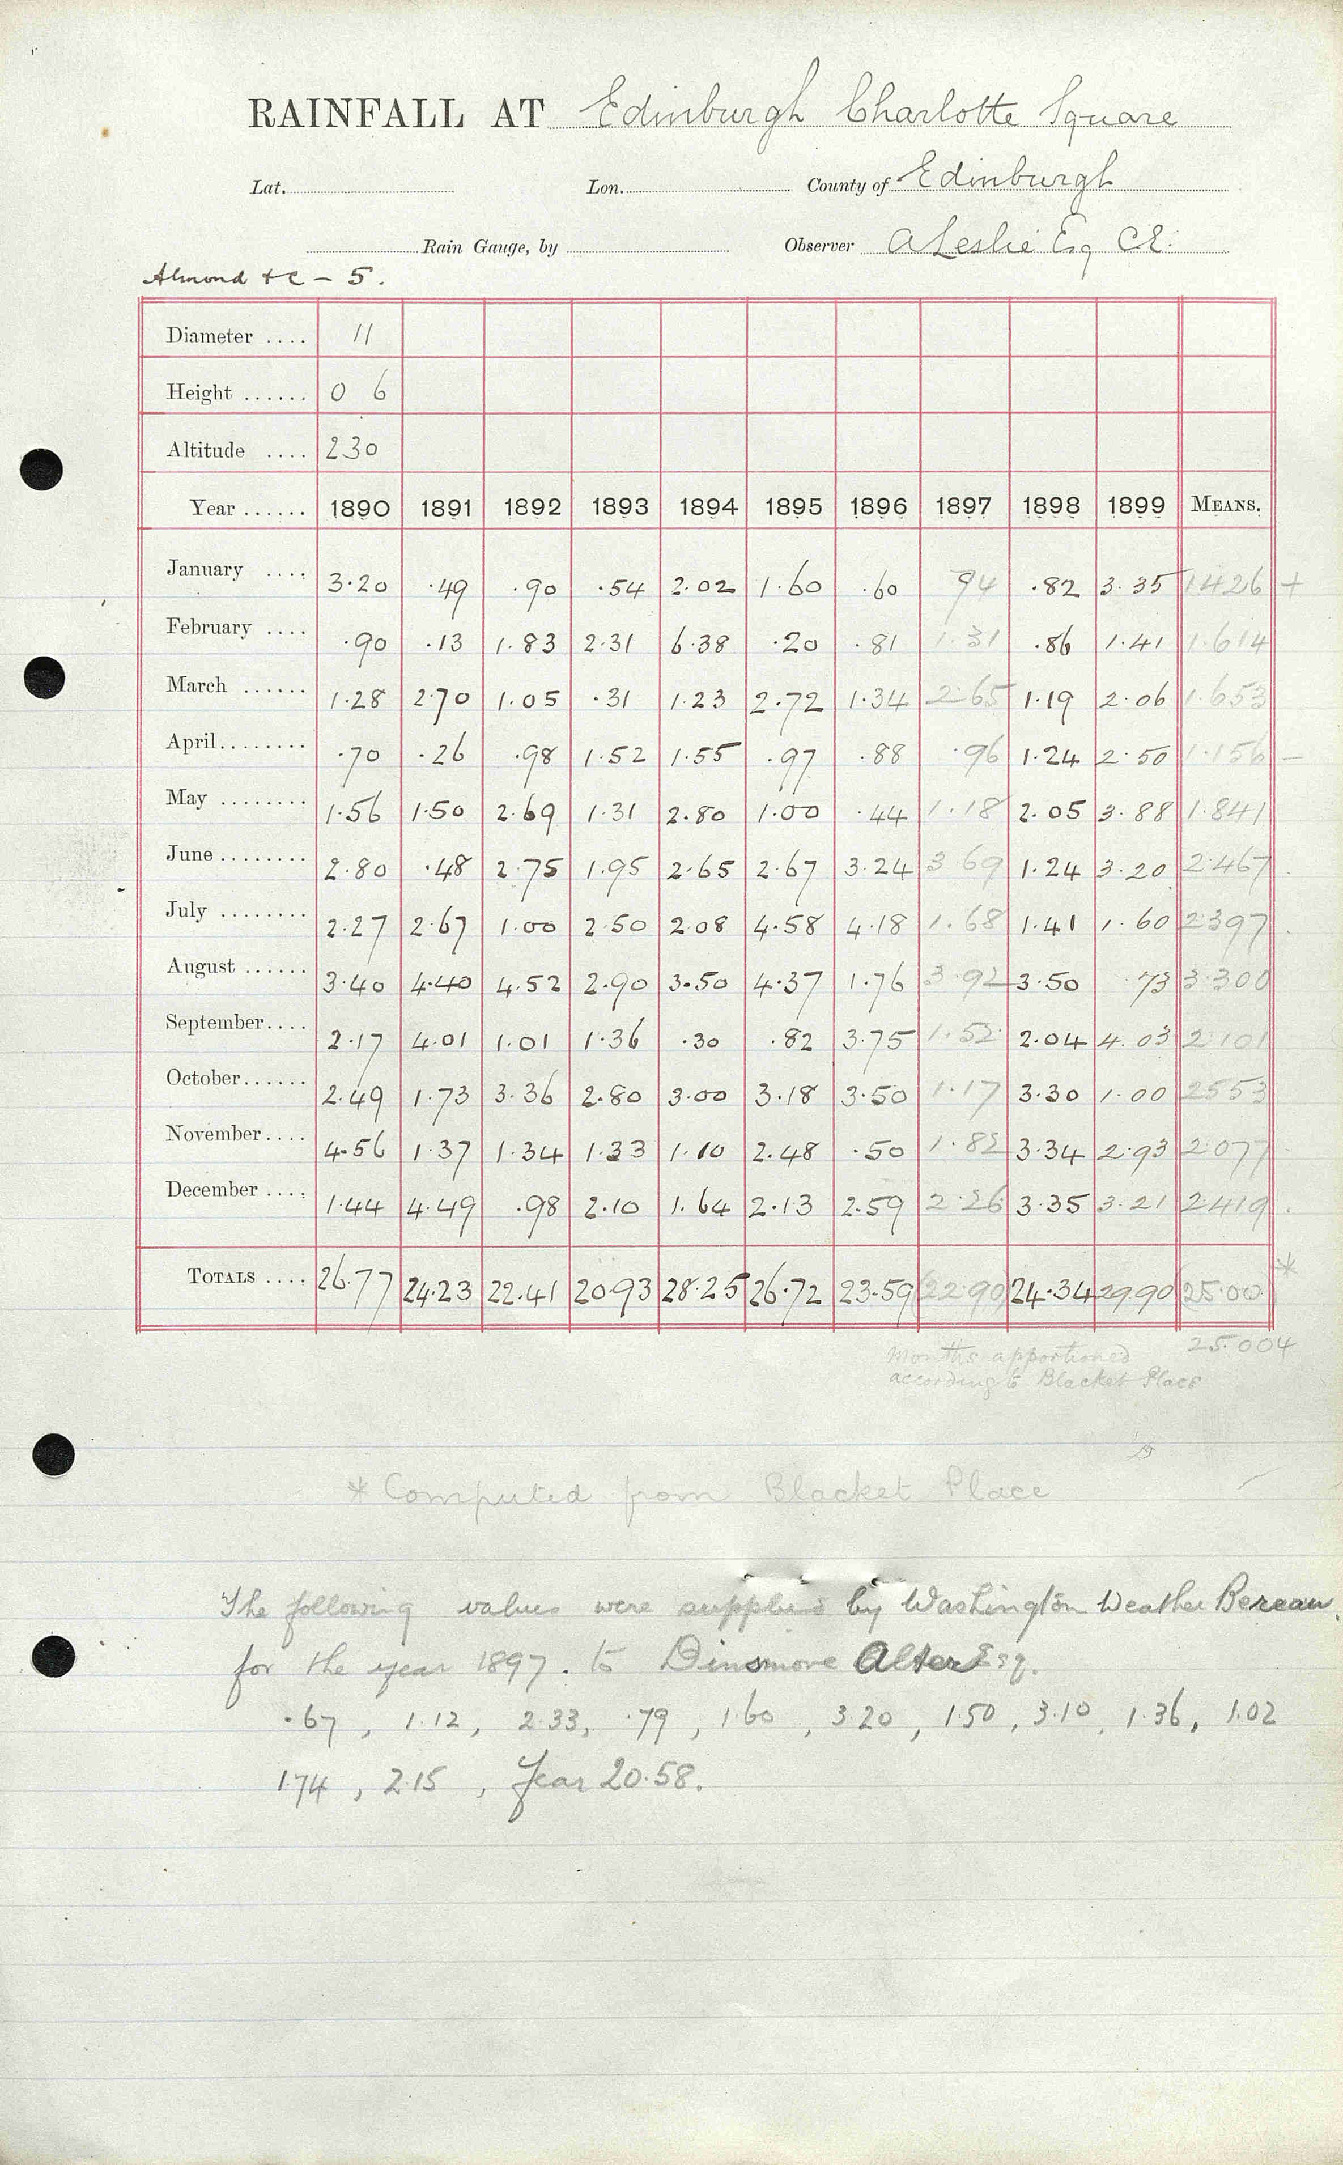 RAINFALL AT Edinburgh Charlotte Square
Lat. Lon. County of Edinburgh
Rain Gauge, by Observer A Leslie Esq C.E.
Almond &c - 5.
Diameter .... 11
Height ...... 0 6
Altitude .... 230
Year ...... 1890 1891 1892 1893 1894 1895 1896 1897 1898 1899 MEANS.
January .... 3.20 .49 .90 .54 2.02 1.60 .60 94 .82 3.35 1.426 +
February .... .90 .13 1.83 2.31 6.38 .20 .81 1.31 .86 1.41 1.614
March ...... 1.28 2.70 1.05 .31 1.23 2.72 1.34 2.65 1.19 2.06 1.653
April........ .70 .26 .98 1.52 1.55 .97 .88 .96 1.24 2.50 1.156 –
May ........ 1.56 1.50 2.69 1.31 2.80 1.00 .44 1.18 2.05 3.88 1.841
June ........ 2.80 .48 2.75 1.95 2.65 2.67 3.24 3 69 1.24 3.20 2.467
July ........ 2.27 2.67 1.00 2.50 2.08 4.58 4.18 1.68 1.41 1.60 2397
August ...... 3.40 4.40 4.52 2.90 3.50 4.37 1.76 3.92 3.50 .73 3.300
September.... 2.17 4.01 1.01 1.36 .30 .82 3.75 1.52 2.04 4.03 2.101
October...... 2.49 1.73 3.36 2.80 3.00 3.18 3.50 1.17 3.30 1.00 2553
November.... 4.56 1.37 1.34 1.33 1.10 2.48 .50 1.82 3.34 2.93 2.077
December .... 1.44 4.49 .98 2.10 1.64 2.13 2.59 2.26 3.35 3.21 2.419
TOTALS .... 26.77 24.23 22.41 20.93 28.25 26.72 23.59 22.90 24.34 29.90 25.00 *
25.004
Months apportioned
according to Blacket Place
* Computed from Blacket Place
The following values were supplied by Washington Weather Bereau
for the year 1897. to Dinsmore Alter Esq.
.67, 1.12, 2.33, .79, 1.60, 3.20, 1.50, 3.10, 1.36, 1.02
1.74, 2.15, Year 20.58.